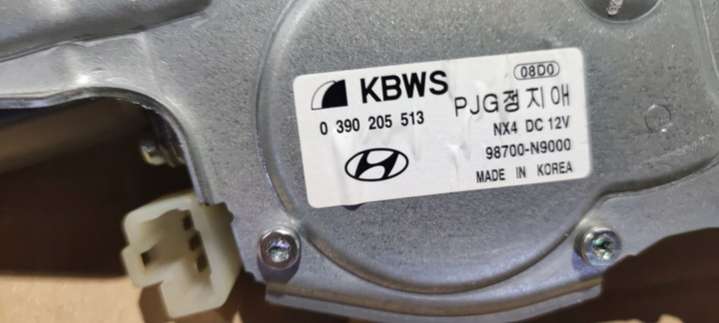 KBWS
08D0
0 390 205 513
PJG정지애
NX4 DC 12V
98700-N9000
MADE IN KOREA